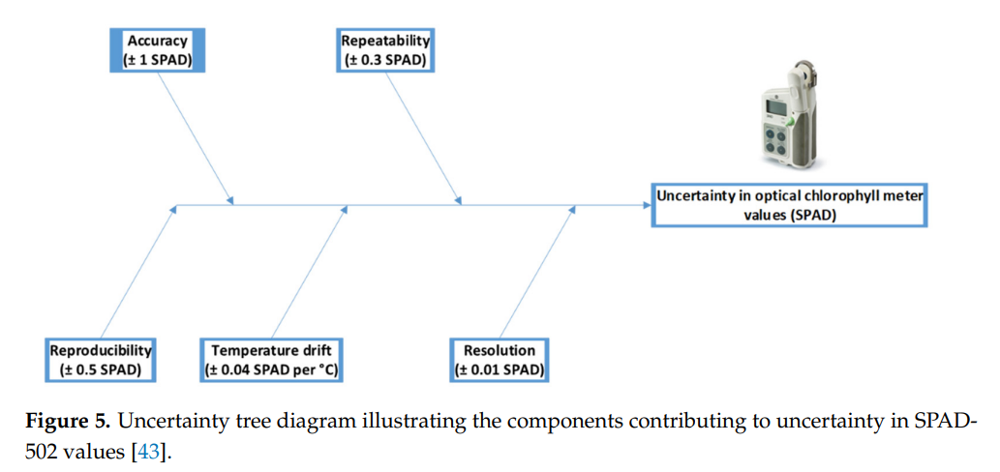 Accuracy
(± 1 SPAD)
Repeatability
(± 0.3 SPAD)
Uncertainty in optical chlorophyll meter
values (SPAD)
Reproducibility
(± 0.5 SPAD)
Temperature drift
(± 0.04 SPAD per °C)
Resolution
(± 0.01 SPAD)
Figure 5. Uncertainty tree diagram illustrating the components contributing to uncertainty in SPAD-
502 values [43].